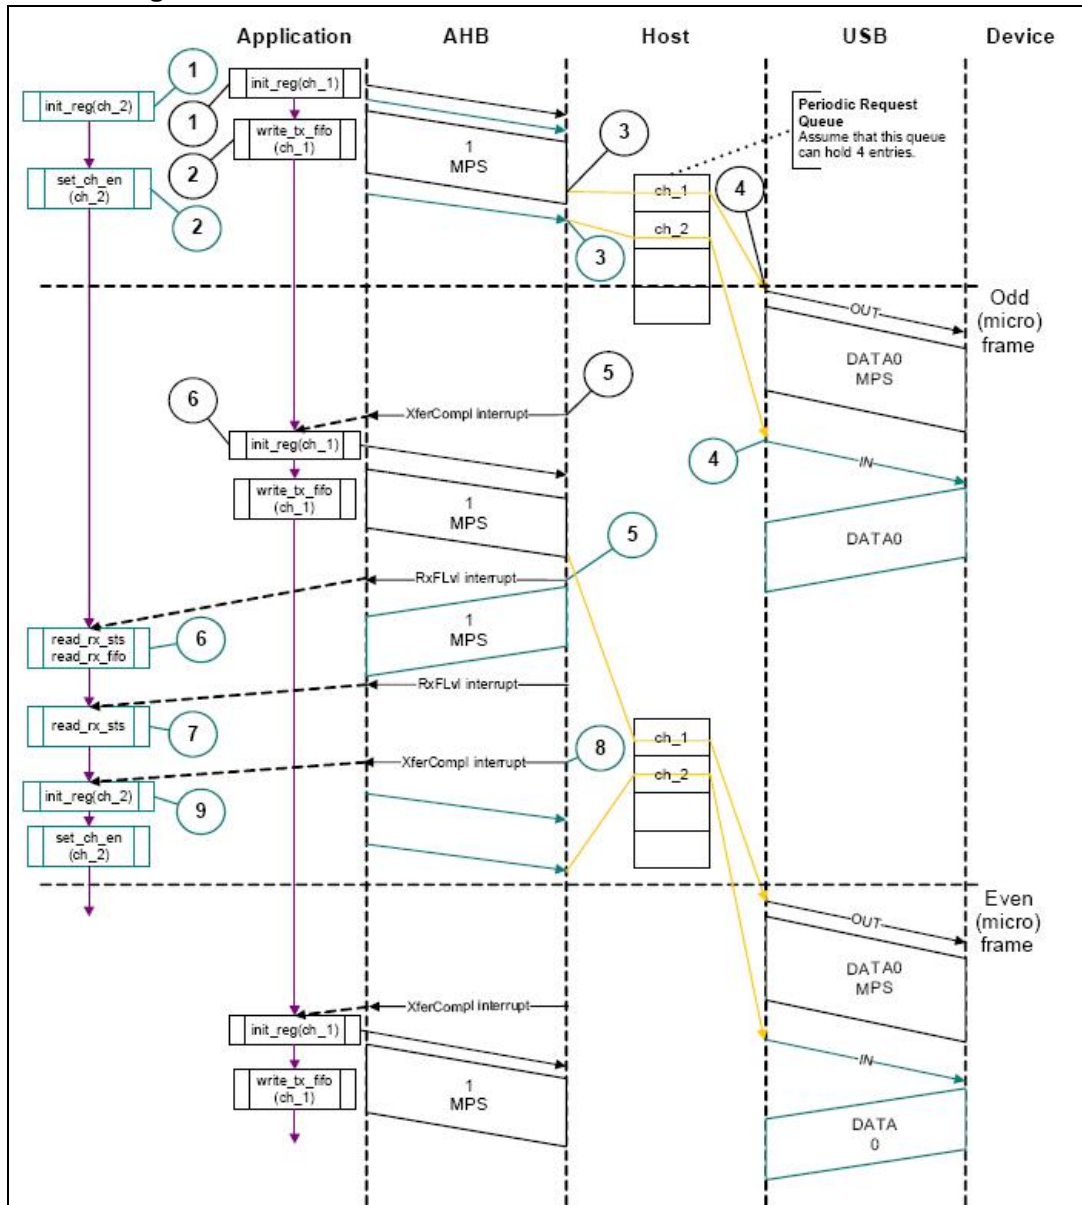 Application AHB Host USB Device
1
init_reg(ch_2)
init_reg(ch_1)
1
write_tx_fifo
(ch_1)
2
set_ch_en
(ch_2)
2
1
MPS
3
3
Periodic Request
Queue
Assume that this queue
can hold 4 entries.
ch_1
ch_2
4
Odd
(micro)
frame
OUT
DATA0
MPS
5
XferCompl interrupt
6
init_reg(ch_1)
write_tx_fifo
(ch_1)
1
MPS
4
IN
DATA0
5
RxFLvl interrupt
1
MPS
read_rx_sts
read_rx_fifo
6
RxFLvl interrupt
read_rx_sts
7
ch_1
ch_2
XferCompl interrupt
8
init_reg(ch_2)
9
set_ch_en
(ch_2)
Even
(micro)
frame
OUT
DATA0
MPS
XferCompl interrupt
init_reg(ch_1)
write_tx_fifo
(ch_1)
1
MPS
IN
DATA
0